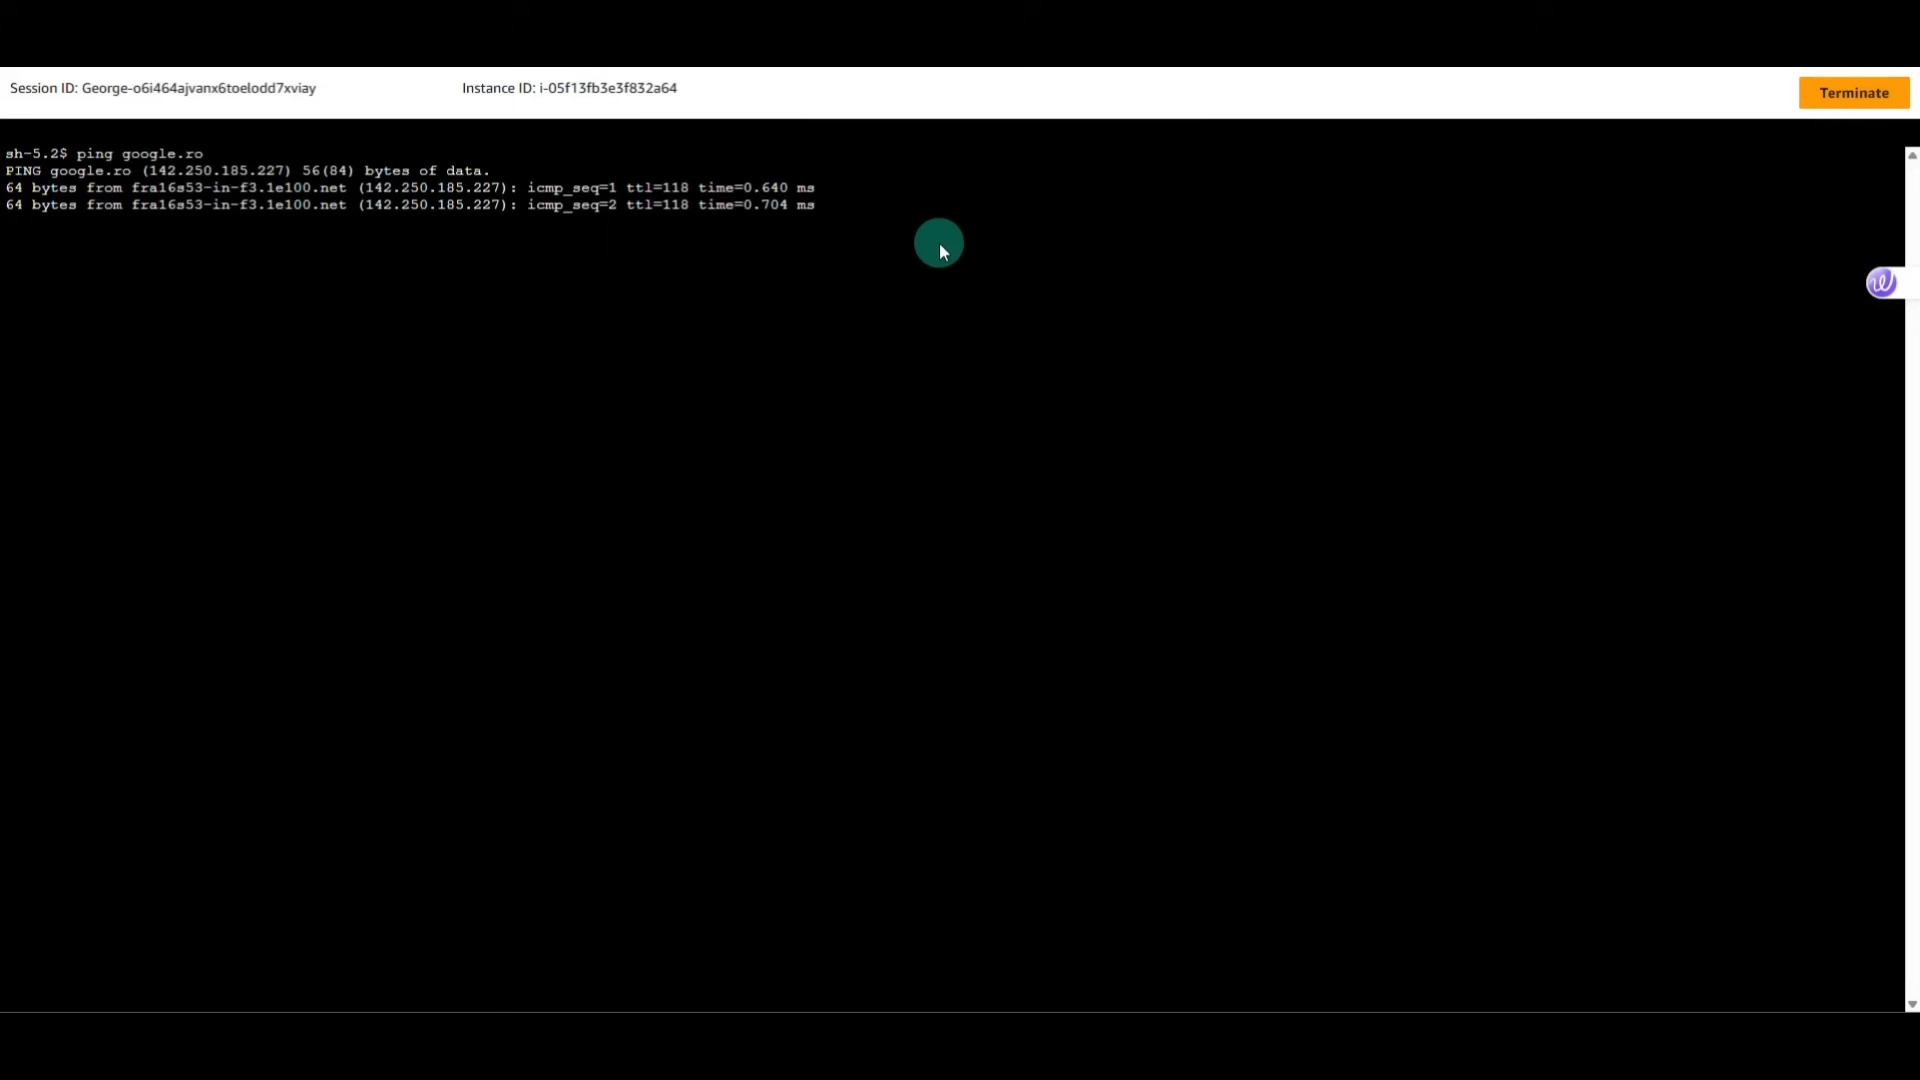 Session ID: George-o6i464ajvanx6toelodd7xviay
Instance ID: i-05f13fb3e3f832a64
Terminate
sh-5.2$ ping google.ro
PING google.ro (142.250.185.227) 56(84) bytes of data.
64 bytes from fra16s53-in-f3.1e100.net (142.250.185.227): icmp_seq=1 ttl=118 time=0.640 ms
64 bytes from fra16s53-in-f3.1e100.net (142.250.185.227): icmp_seq=2 ttl=118 time=0.704 ms